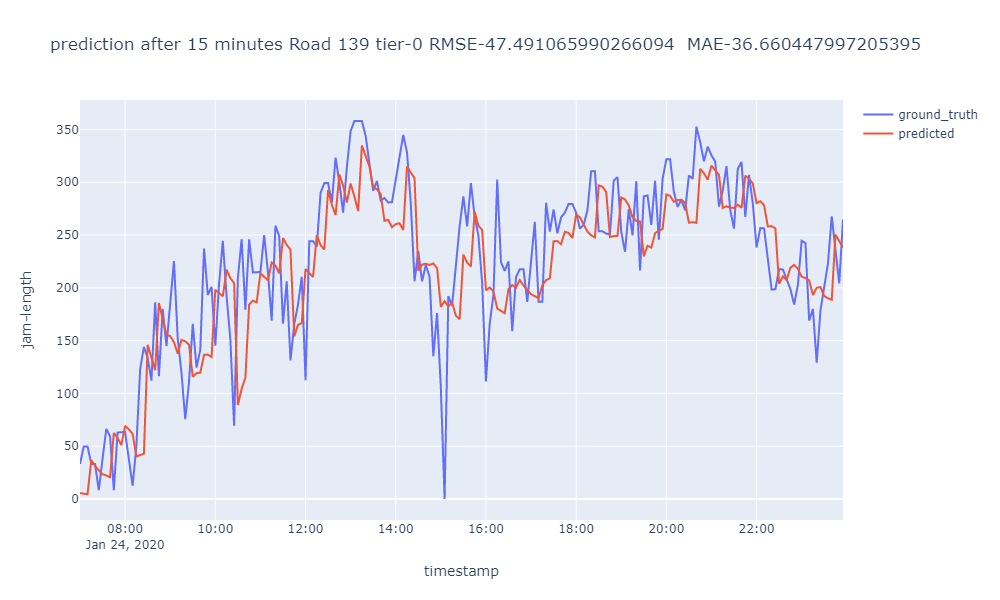 prediction after 15 minutes Road 139 tier-0 RMSE-47.491065990266094  MAE-36.660447997205395
ground_truth
predicted
350
300
250
200
150
100
50
0
jam-length
08:00 10:00 12:00 14:00 16:00 18:00 20:00 22:00
Jan 24, 2020
timestamp